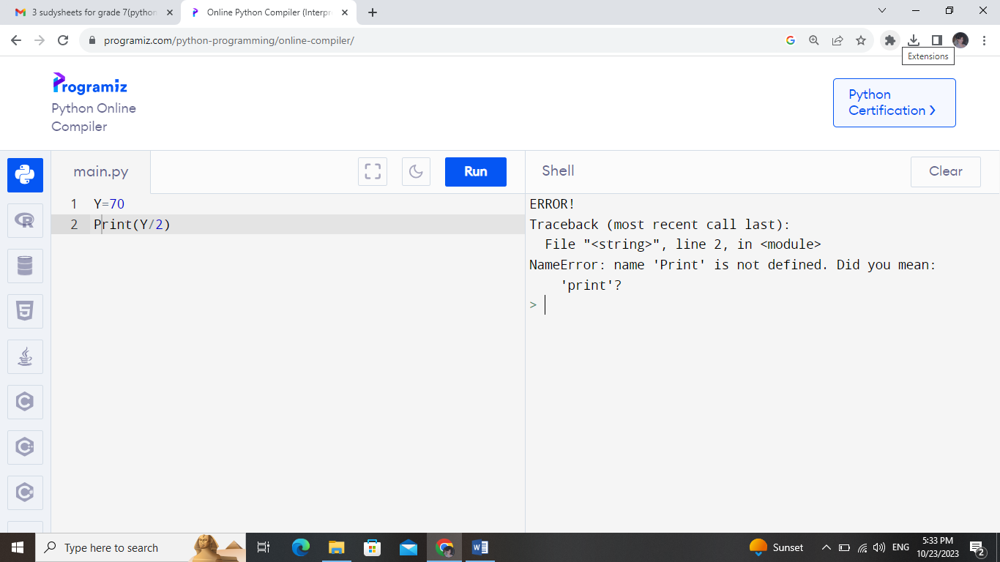 3 sudysheets for grade 7(python
Online Python Compiler (Interpr
programiz.com/python-programming/online-compiler/
Extensions
Programiz
Python Online
Compiler
Python
Certification
main.py
Run
Shell
Clear
1 Y=70
2 Print(Y/2)
ERROR!
Traceback (most recent call last):
  File "<string>", line 2, in <module>
NameError: name 'Print' is not defined. Did you mean:
    'print'?
>
Type here to search
Sunset
ENG
5:33 PM
10/23/2023
2